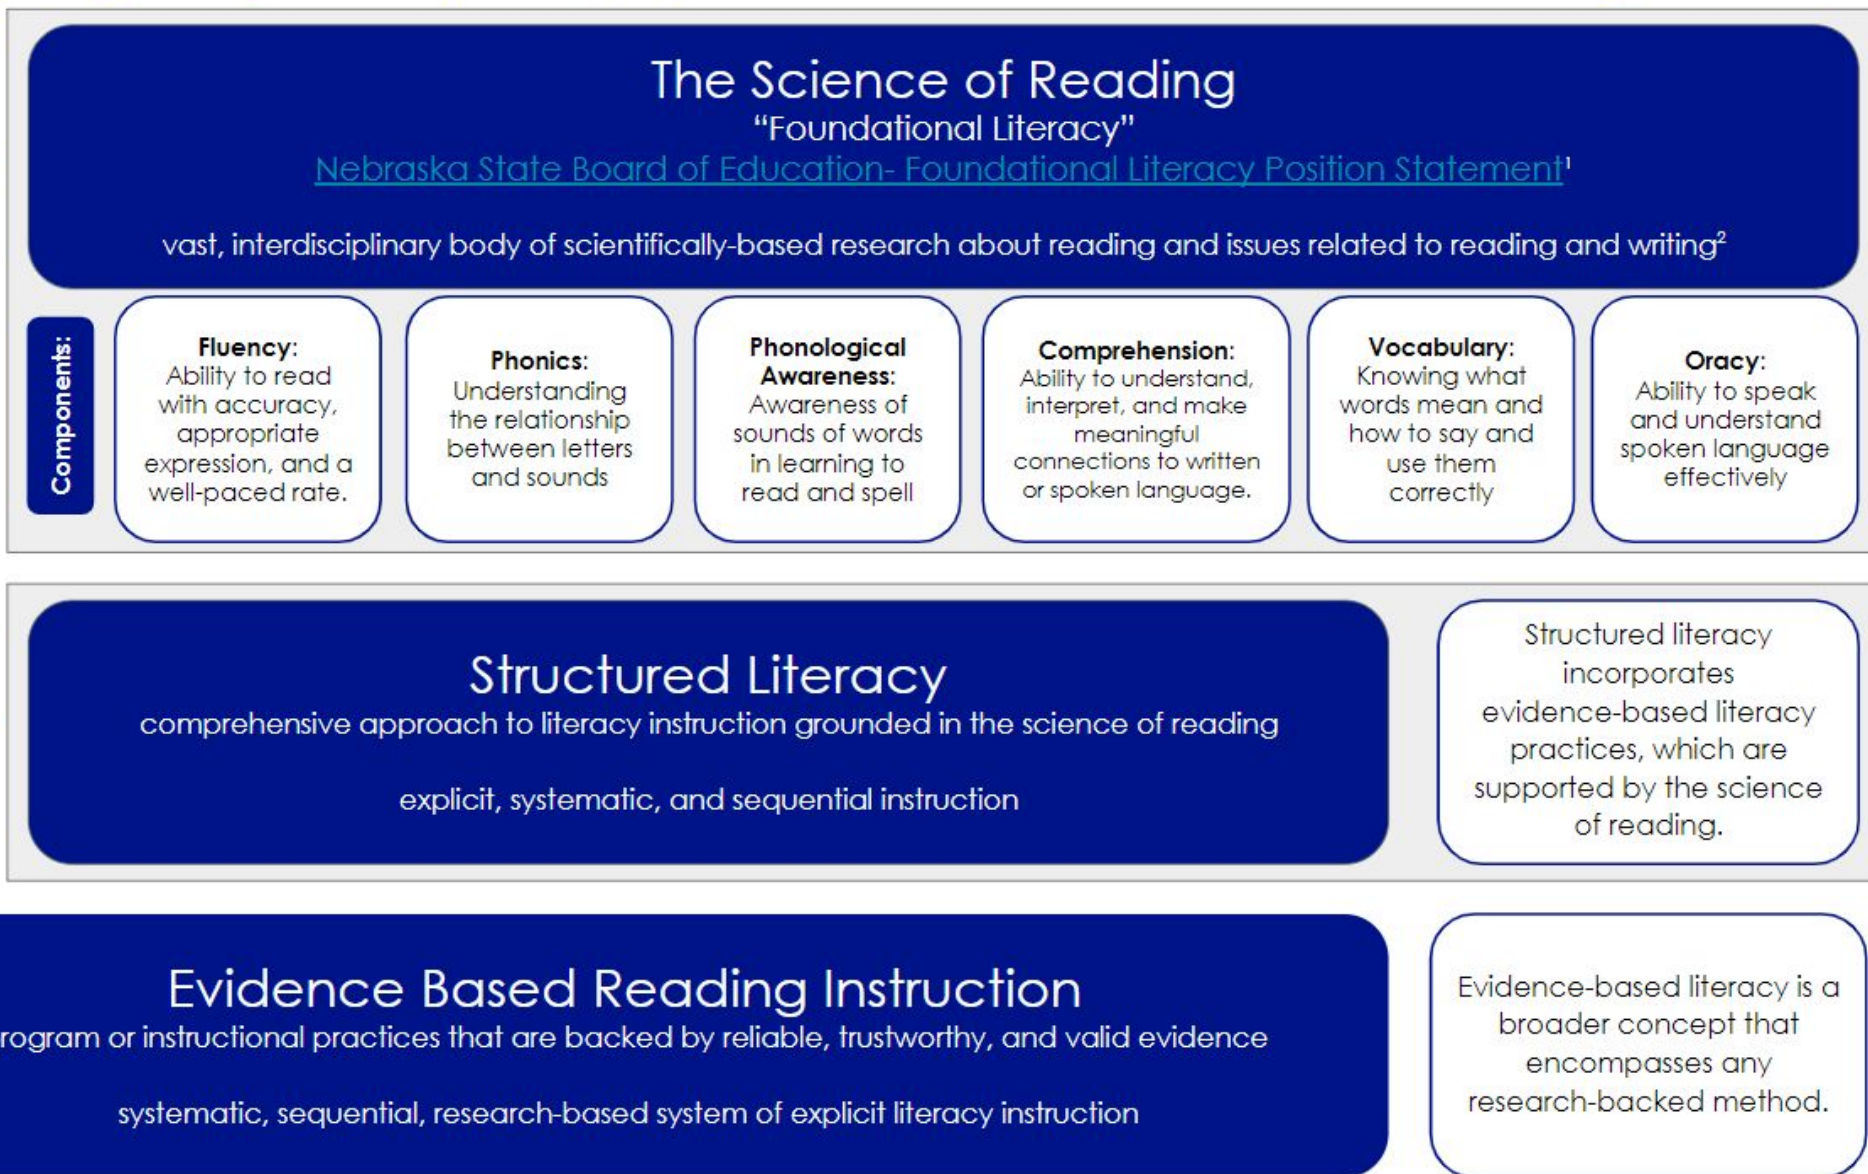 The Science of Reading
“Foundational Literacy”
Nebraska State Board of Education- Foundational Literacy Position Statement¹
vast, interdisciplinary body of scientifically-based research about reading and issues related to reading and writing²
Components:
Fluency:
Ability to read
with accuracy,
appropriate
expression, and a
well-paced rate.
Phonics:
Understanding
the relationship
between letters
and sounds
Phonological
Awareness:
Awareness of
sounds of words
in learning to
read and spell
Comprehension:
Ability to understand,
interpret, and make
meaningful
connections to written
or spoken language.
Vocabulary:
Knowing what
words mean and
how to say and
use them
correctly
Oracy:
Ability to speak
and understand
spoken language
effectively
Structured Literacy
comprehensive approach to literacy instruction grounded in the science of reading
explicit, systematic, and sequential instruction
Structured literacy
incorporates
evidence-based literacy
practices, which are
supported by the science
of reading.
Evidence Based Reading Instruction
rogram or instructional practices that are backed by reliable, trustworthy, and valid evidence
systematic, sequential, research-based system of explicit literacy instruction
Evidence-based literacy is a
broader concept that
encompasses any
research-backed method.